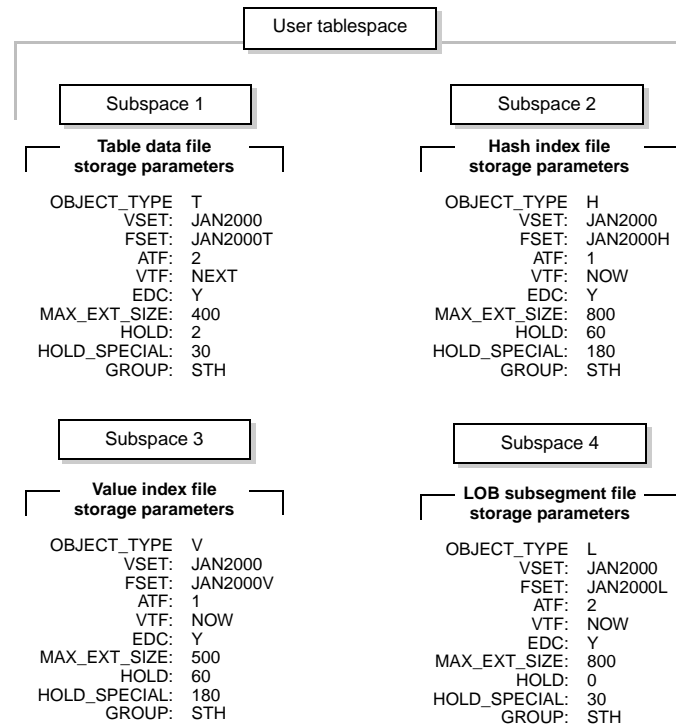 User tablespace
Subspace 1
Table data file
storage parameters
OBJECT_TYPE T
VSET: JAN2000
FSET: JAN2000T
ATF: 2
VTF: NEXT
EDC: Y
MAX_EXT_SIZE: 400
HOLD: 2
HOLD_SPECIAL: 30
GROUP: STH
Subspace 2
Hash index file
storage parameters
OBJECT_TYPE H
VSET: JAN2000
FSET: JAN2000H
ATF: 1
VTF: NOW
EDC: Y
MAX_EXT_SIZE: 800
HOLD: 60
HOLD_SPECIAL: 180
GROUP: STH
Subspace 3
Value index file
storage parameters
OBJECT_TYPE V
VSET: JAN2000
FSET: JAN2000V
ATF: 1
VTF: NOW
EDC: Y
MAX_EXT_SIZE: 500
HOLD: 60
HOLD_SPECIAL: 180
GROUP: STH
Subspace 4
LOB subsegment file
storage parameters
OBJECT_TYPE L
VSET: JAN2000
FSET: JAN2000L
ATF: 2
VTF: NOW
EDC: Y
MAX_EXT_SIZE: 800
HOLD: 0
HOLD_SPECIAL: 30
GROUP: STH